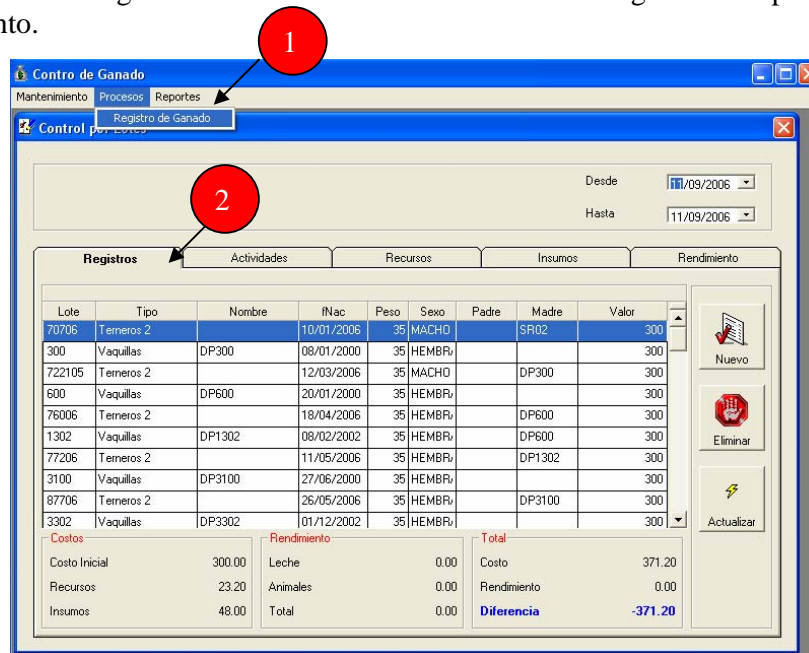 nto.
1
Contro de Ganado
Mantenimiento Procesos Reportes
Registro de Ganado
Control por Lotes
Desde 11/09/2006
2
Hasta 11/09/2006
Registros Actividades Recursos Insumos Rendimiento
Lote Tipo Nombre fNac Peso Sexo Padre Madre Valor
70706 Terneros 2 10/01/2006 35 MACHO SR02 300
300 Vaquillas DP300 08/01/2000 35 HEMBR 300
Nuevo
722105 Terneros 2 12/03/2006 35 MACHO DP300 300
600 Vaquillas DP600 20/01/2000 35 HEMBR 300
76006 Terneros 2 18/04/2006 35 HEMBR DP600 300
1302 Vaquillas DP1302 08/02/2002 35 HEMBR DP600 300
Eliminar
77206 Terneros 2 11/05/2006 35 HEMBR DP1302 300
3100 Vaquillas DP3100 27/06/2000 35 HEMBR 300
87706 Terneros 2 26/05/2006 35 HEMBR DP3100 300
3302 Vaquillas DP3302 01/12/2002 35 HEMBR 300
Actualizar
Costos Rendimiento Total
Costo Inicial 300.00 Leche 0.00 Costo 371.20
Recursos 23.20 Animales 0.00 Rendimiento 0.00
Insumos 48.00 Total 0.00 Diferencia -371.20